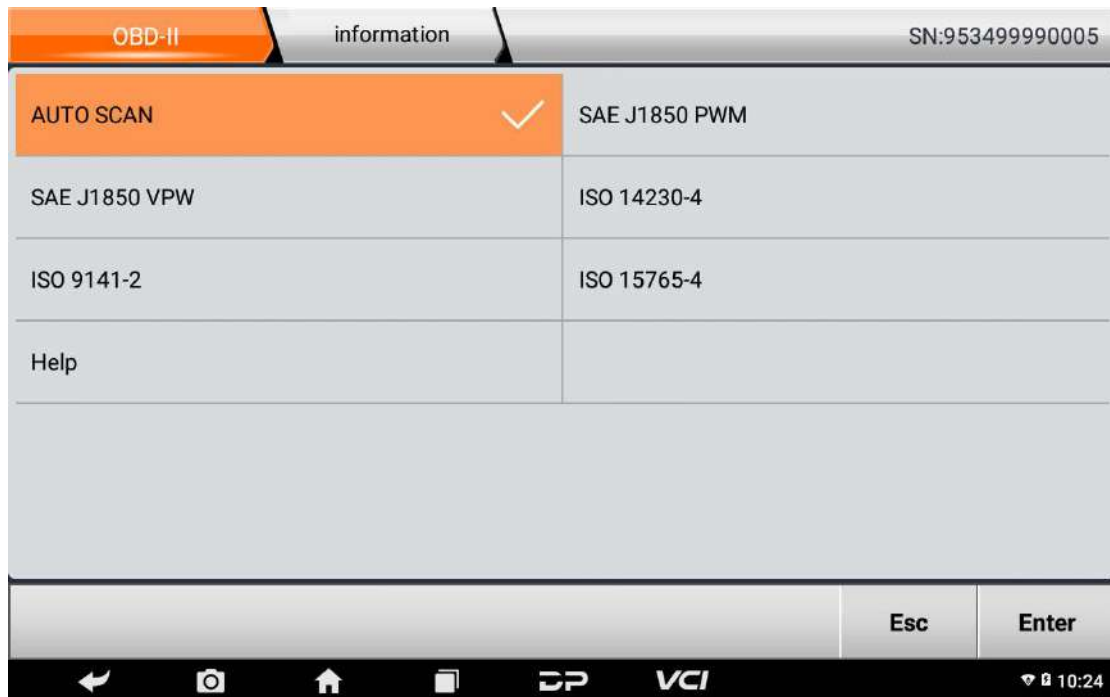 OBD-II information SN:953499990005
AUTO SCAN SAE J1850 PWM
SAE J1850 VPW ISO 14230-4
ISO 9141-2 ISO 15765-4
Help
Esc Enter
DP VCI 10:24